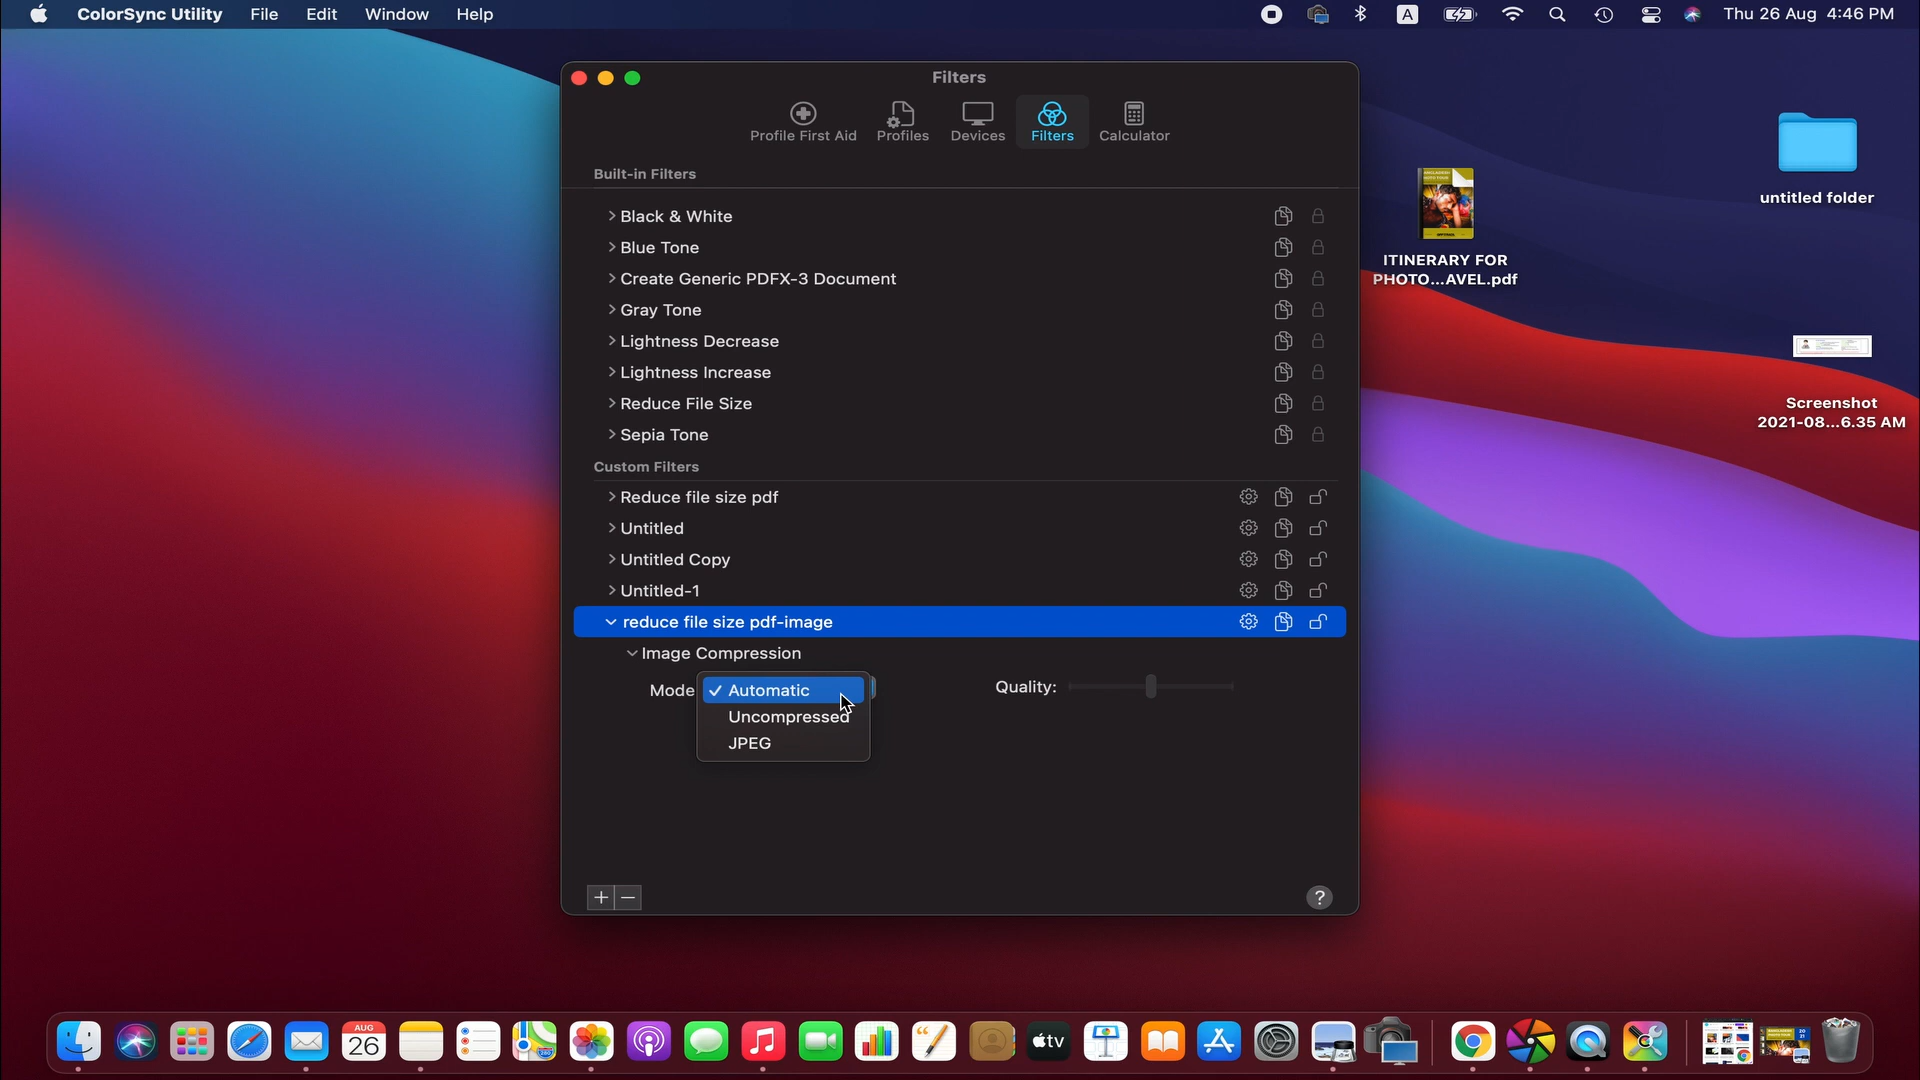 ColorSync Utility File Edit Window Help
A
Thu 26 Aug 4:46 PM
Filters
Profile First Aid Profiles Devices Filters Calculator
Built-in Filters
Black & White
Blue Tone
Create Generic PDFX-3 Document
Gray Tone
Lightness Decrease
Lightness Increase
Reduce File Size
Sepia Tone
Custom Filters
Reduce file size pdf
Untitled
Untitled Copy
Untitled-1
reduce file size pdf-image
Image Compression
Mode
✓ Automatic
Uncompressed
JPEG
Quality:
+ −
?
ITINERARY FOR
PHOTO...AVEL.pdf
untitled folder
Screenshot
2021-08...6.35 AM
AUG
26
tv